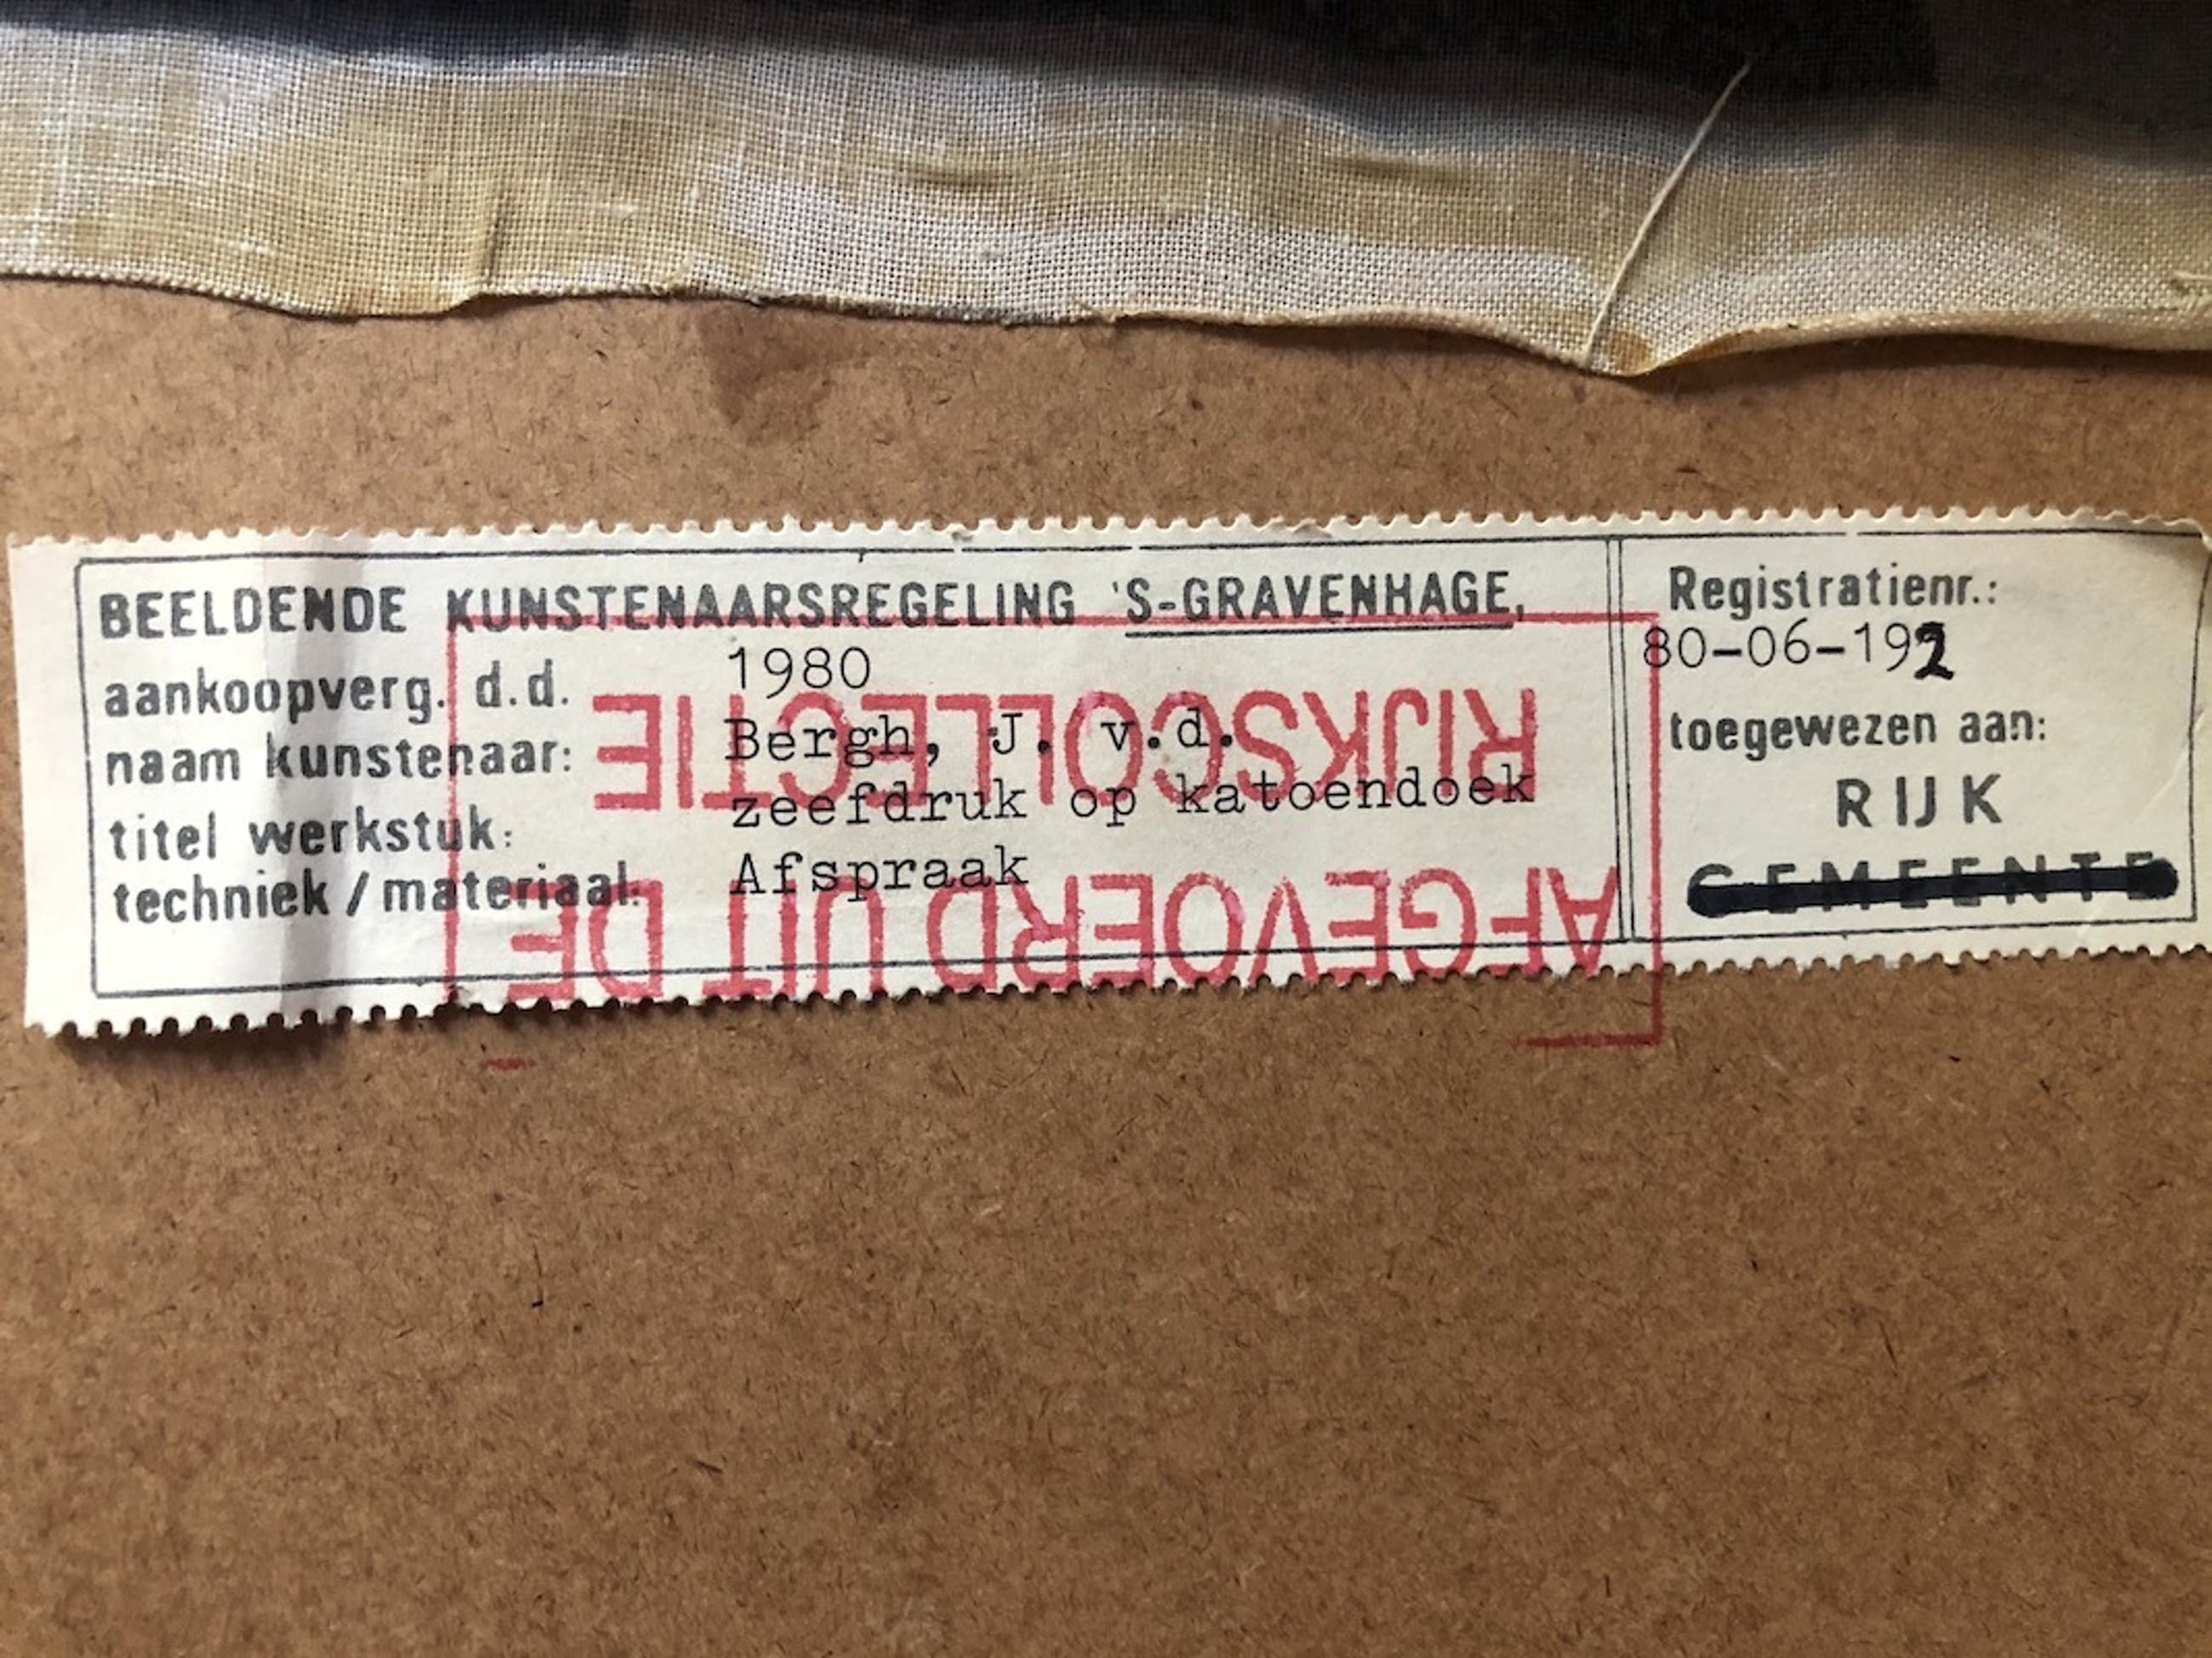 BEELDENDE KUNSTENAARSREGELING 'S-GRAVENHAGE,
aankoopverg. d.d. 1980
naam kunstenaar: Bergh, J. v.d.
titel werkstuk: zeefdruk op katoendoek
techniek / materiaal: Afspraak
Registratienr.:
80-06-192
toegewezen aan:
RIJK
GEMEENTE
AFGEVOERD UIT DE
RIJKSCOLLECTIE